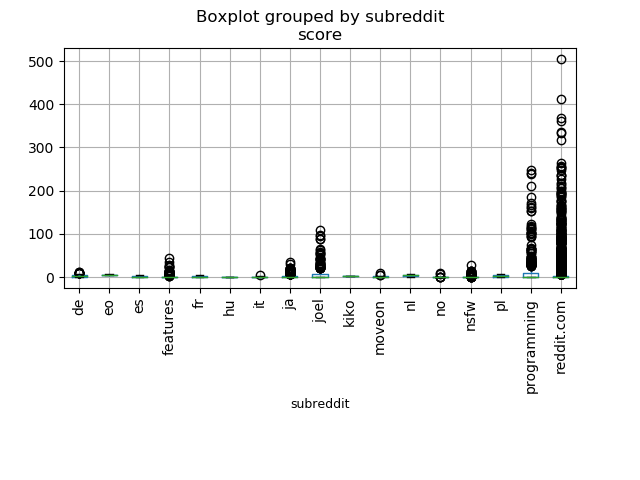 Boxplot grouped by subreddit
score
500
400
300
200
100
0
de
eo
es
features
fr
hu
it
ja
joel
kiko
moveon
nl
no
nsfw
pl
programming
reddit.com
subreddit